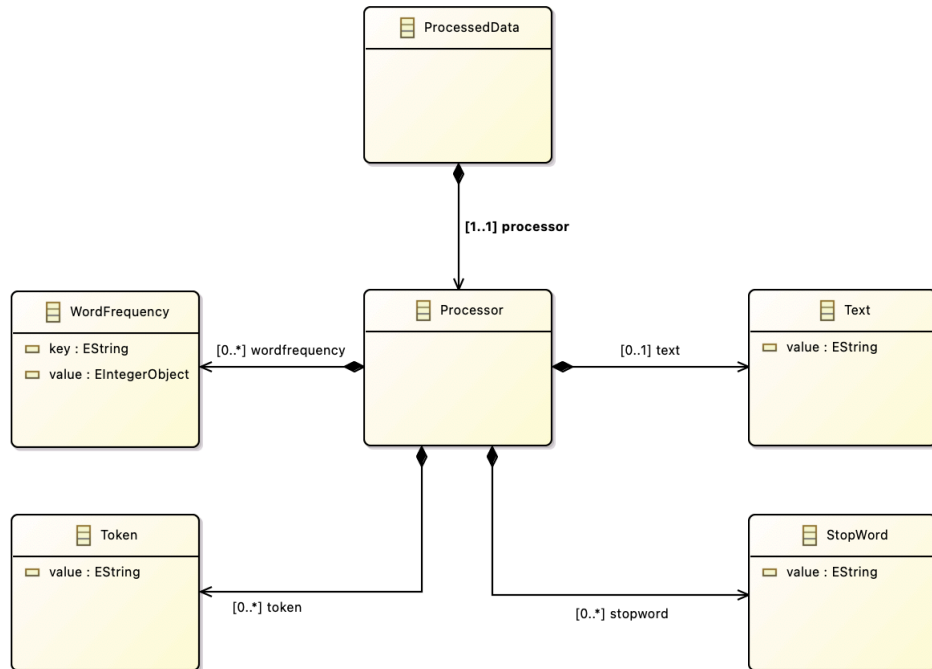 ProcessedData
[1..1] processor
WordFrequency
key : EString
value : EIntegerObject
[0..*] wordfrequency
Processor
[0..1] text
Text
value : EString
Token
value : EString
[0..*] token
[0..*] stopword
StopWord
value : EString